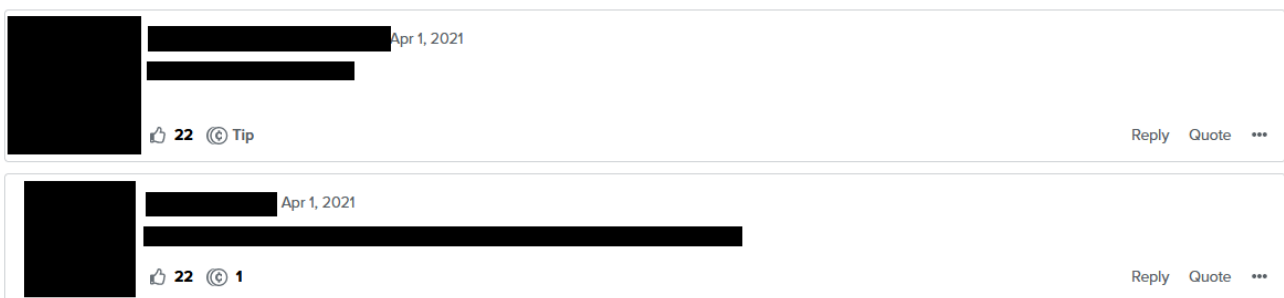 Apr 1, 2021
22 Tip Reply Quote •••
Apr 1, 2021
22 1 Reply Quote •••